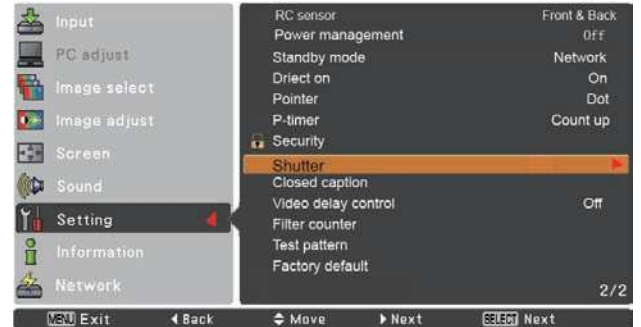 Input
PC adjust
Image select
Image adjust
Screen
Sound
Setting
Information
Network
RC sensor Front & Back
Power management Off
Standby mode Network
Driect on On
Pointer Dot
P-timer Count up
Security
Shutter
Closed caption
Video delay control Off
Filter counter
Test pattern
Factory default
2/2
MENU Exit Back Move Next SELECT Next